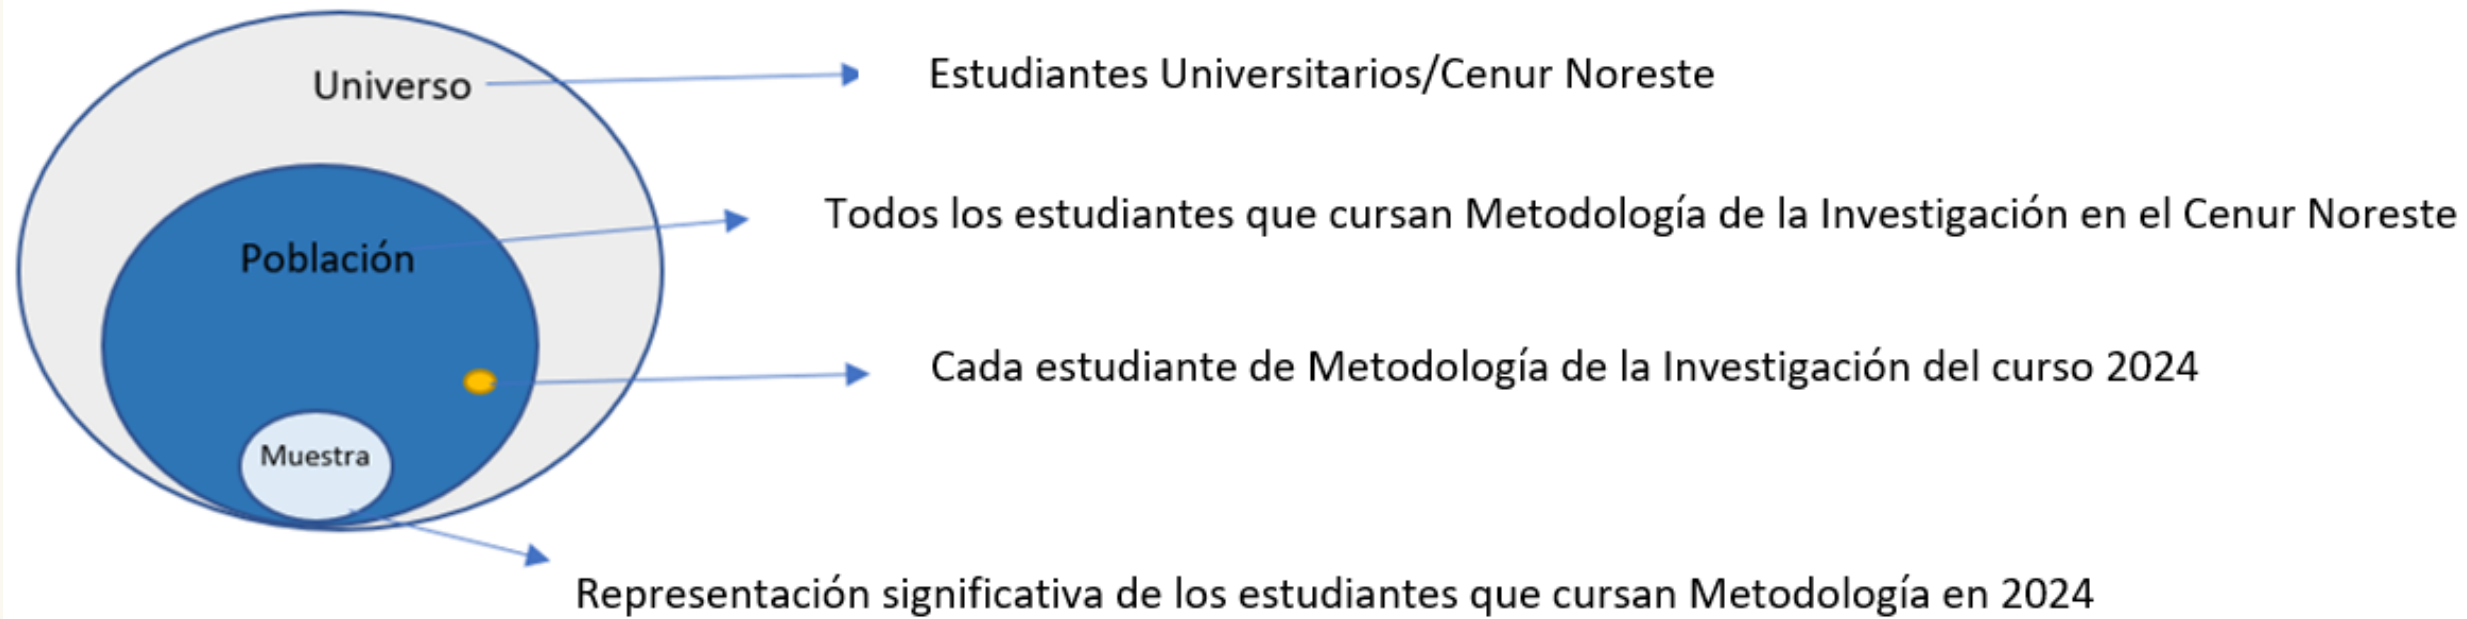 Universo
Estudiantes Universitarios/Cenur Noreste
Todos los estudiantes que cursan Metodología de la Investigación en el Cenur Noreste
Población
Cada estudiante de Metodología de la Investigación del curso 2024
Muestra
Representación significativa de los estudiantes que cursan Metodología en 2024